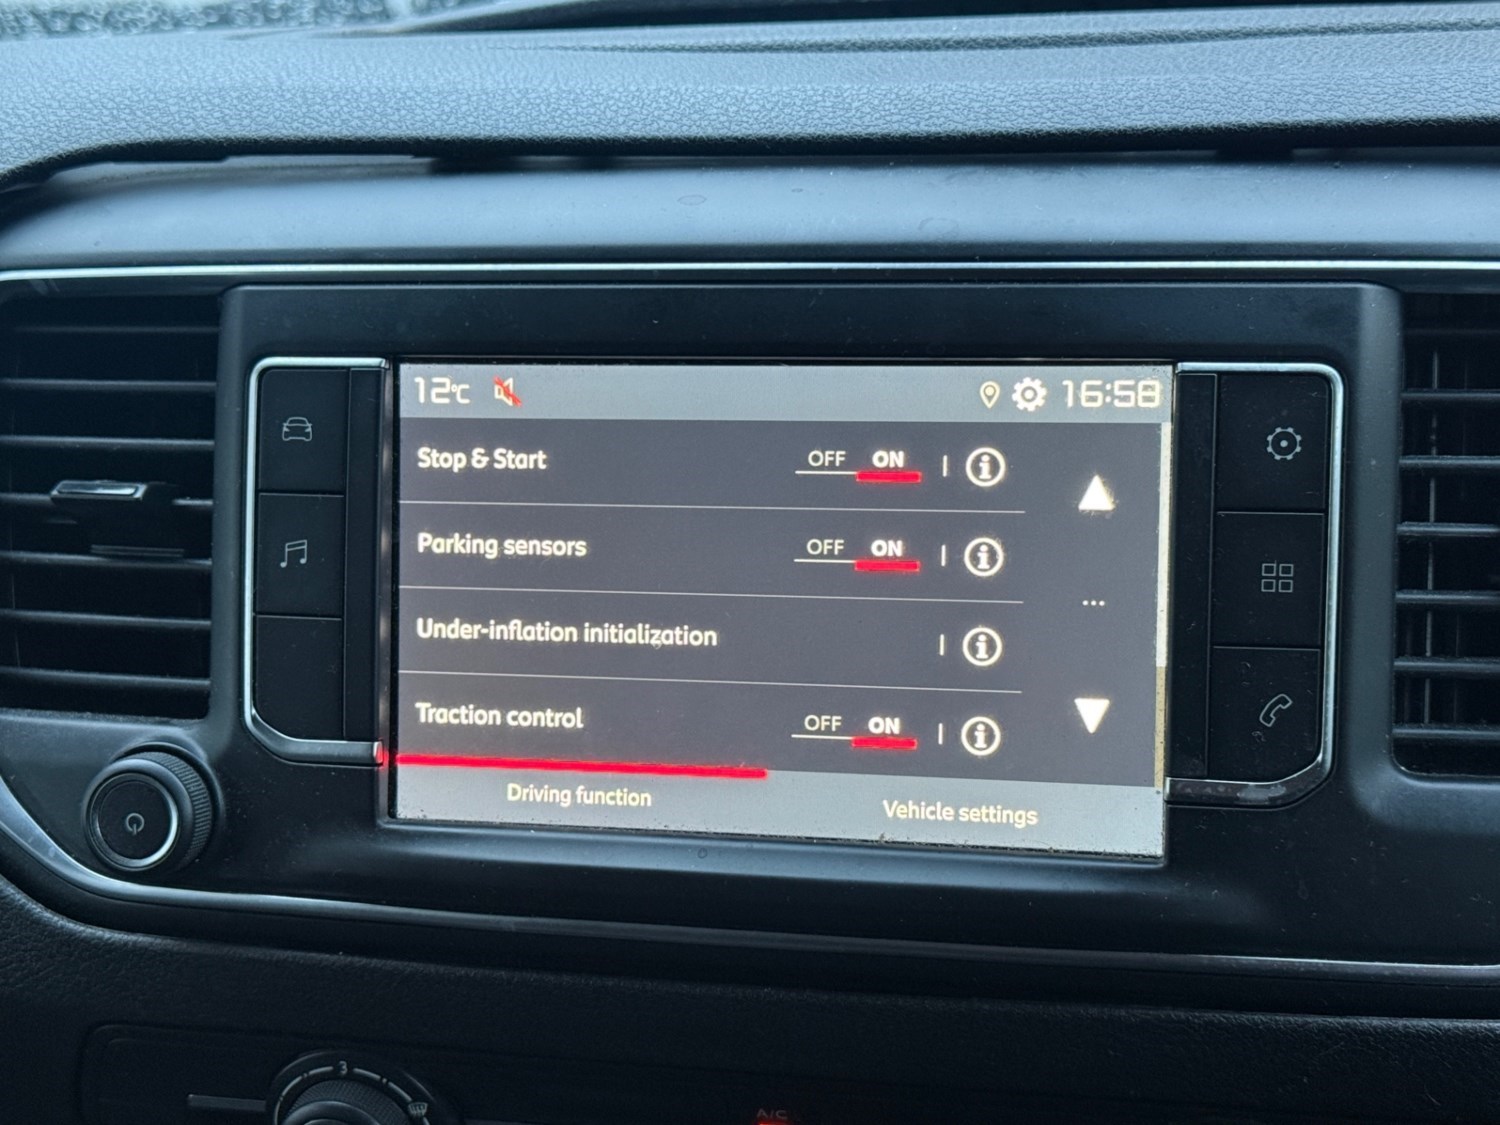 12°C 16:58
Stop & Start OFF ON
Parking sensors OFF ON
Under-inflation initialization
Traction control OFF ON
Driving function Vehicle settings
3
A/C